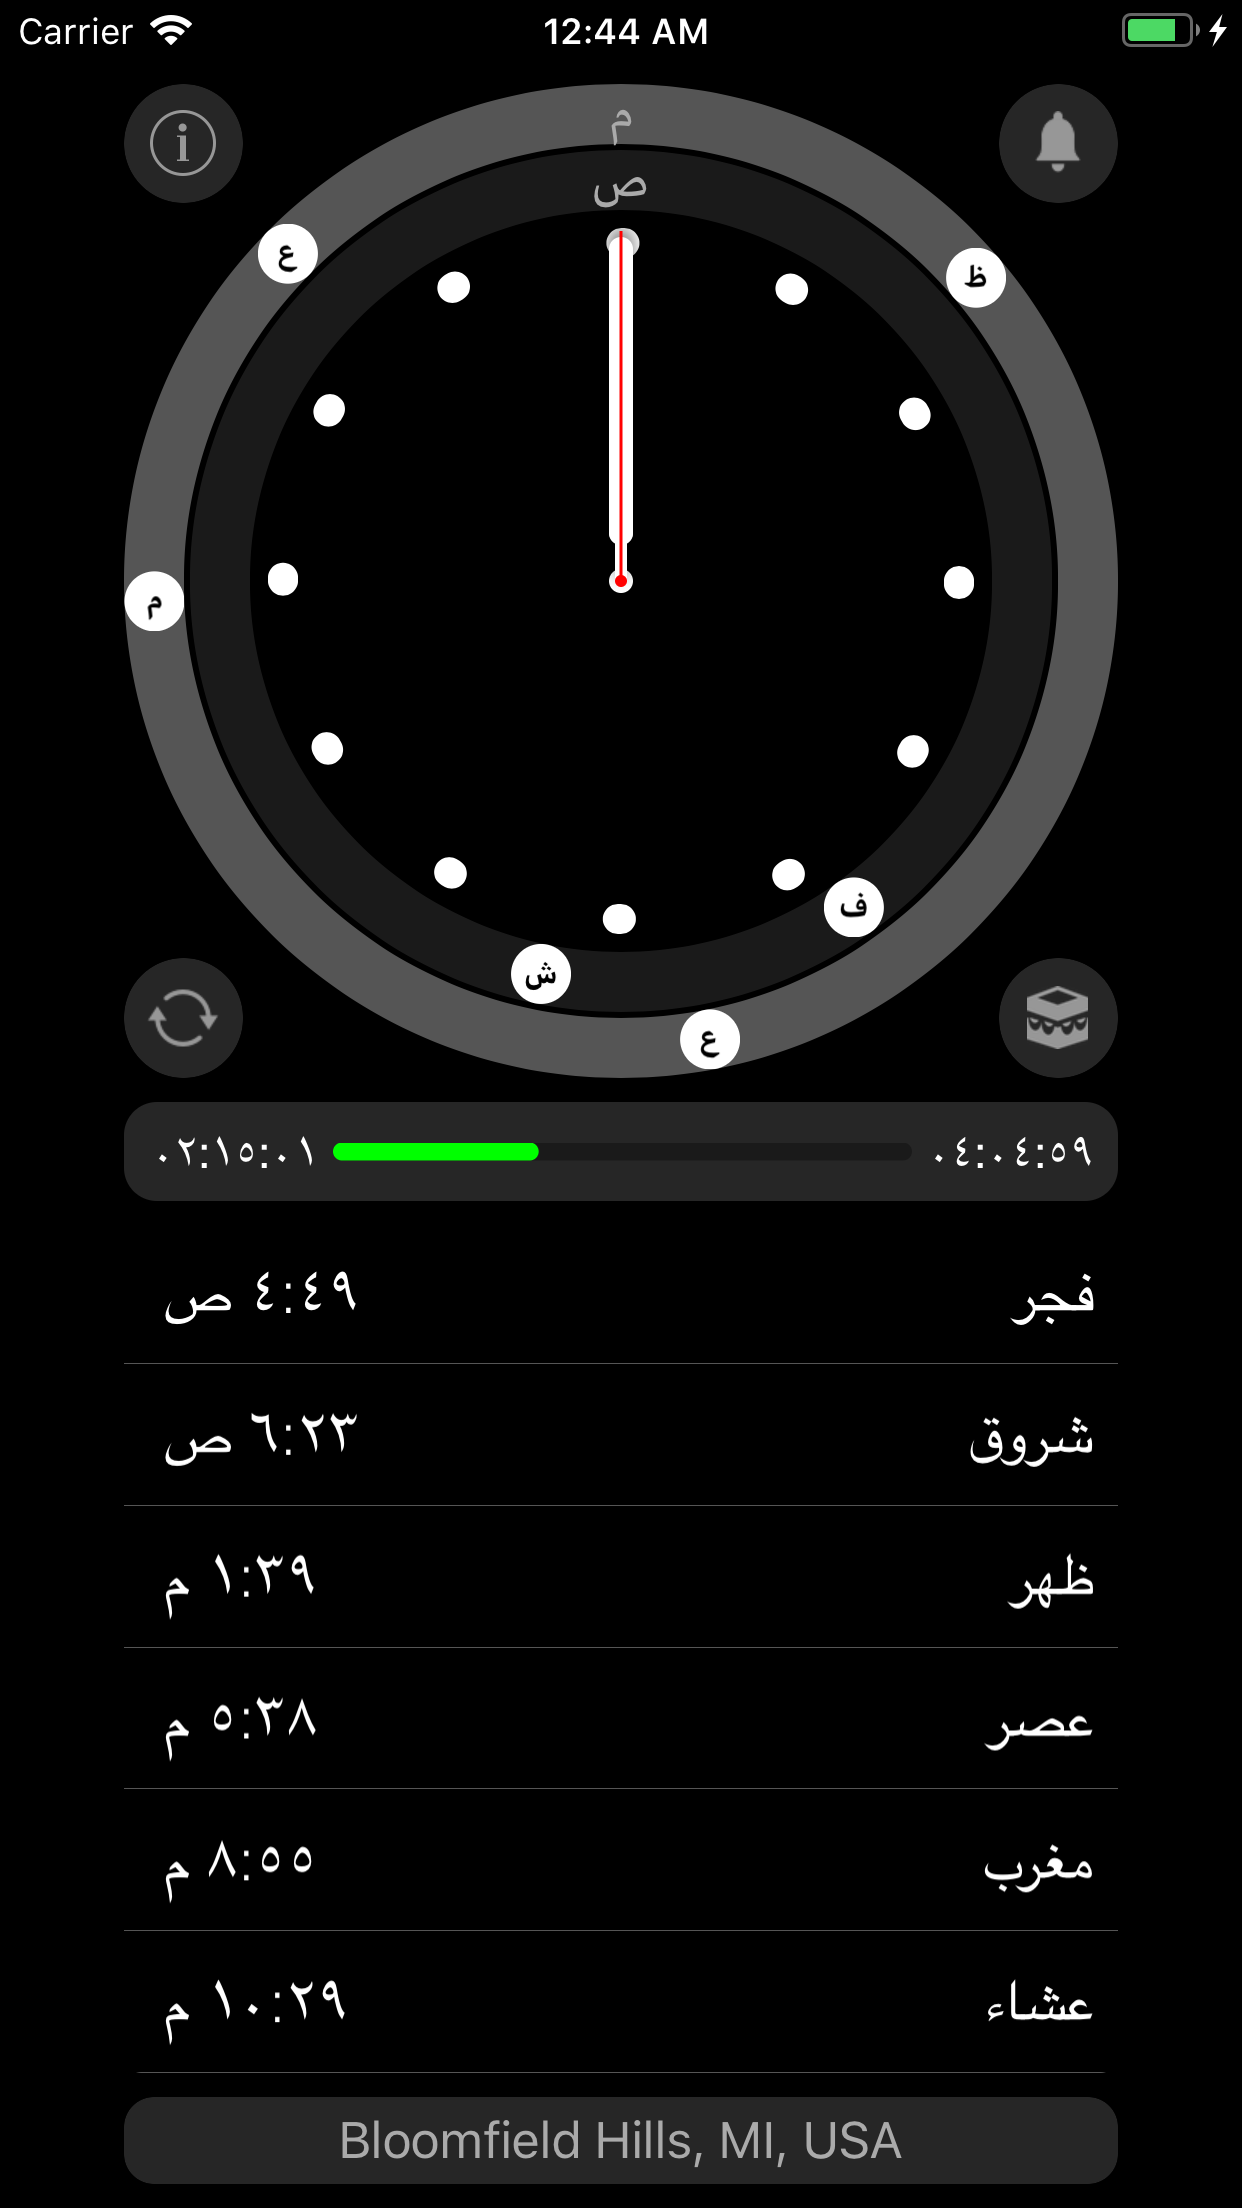 Carrier 12:44 AM
م
ص
ع
ظ
م
ف
ش
ع
٠٢:١٥:٠١ ٠٤:٠٤:٥٩
فجر ٤:٤٩ ص
شروق ٦:٢٣ ص
ظهر ١:٣٩ م
عصر ٥:٣٨ م
مغرب ٨:٥٥ م
عشاء ١٠:٢٩ م
Bloomfield Hills, MI, USA